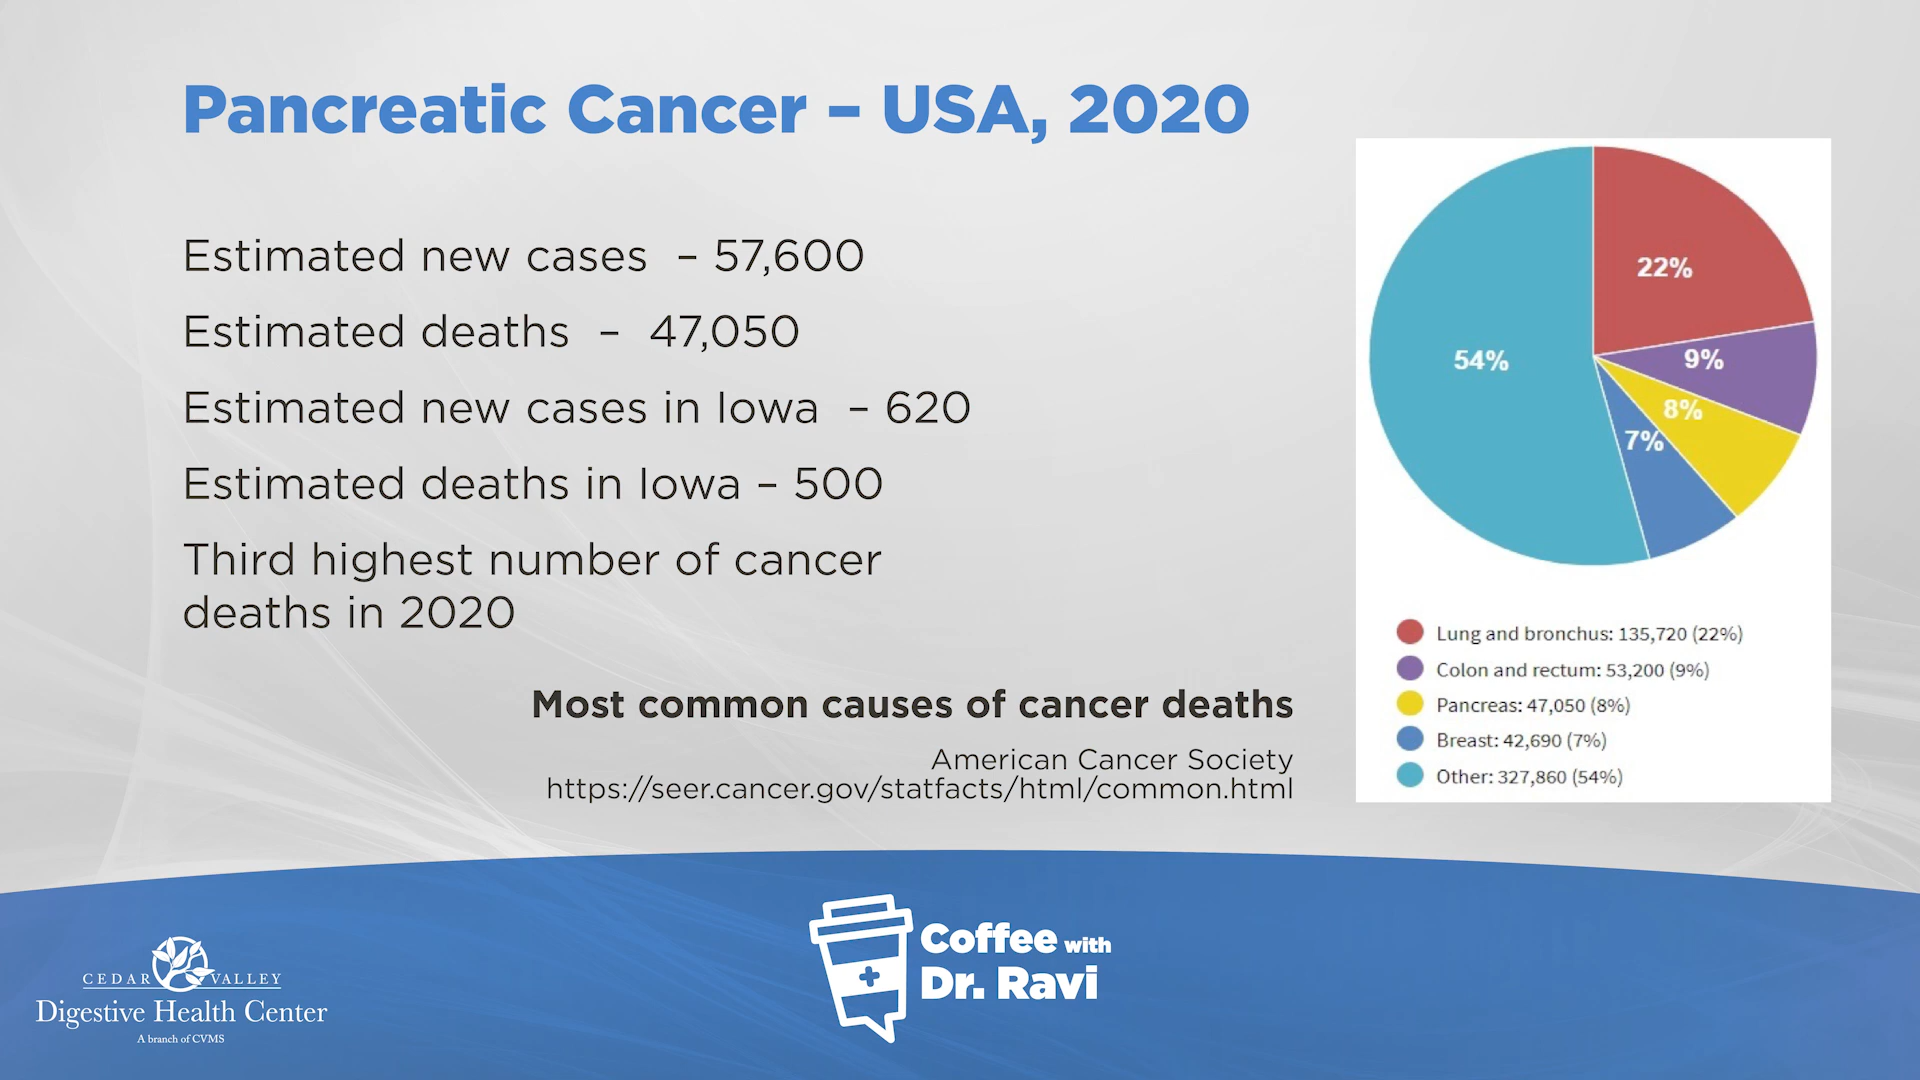 Pancreatic Cancer – USA, 2020
Estimated new cases – 57,600
Estimated deaths – 47,050
Estimated new cases in Iowa – 620
Estimated deaths in Iowa – 500
Third highest number of cancer
deaths in 2020
Most common causes of cancer deaths
American Cancer Society
https://seer.cancer.gov/statfacts/html/common.html
22%
9%
54%
8%
7%
Lung and bronchus: 135,720 (22%)
Colon and rectum: 53,200 (9%)
Pancreas: 47,050 (8%)
Breast: 42,690 (7%)
Other: 327,860 (54%)
CEDAR VALLEY
Digestive Health Center
A branch of CVMS
Coffee with
Dr. Ravi